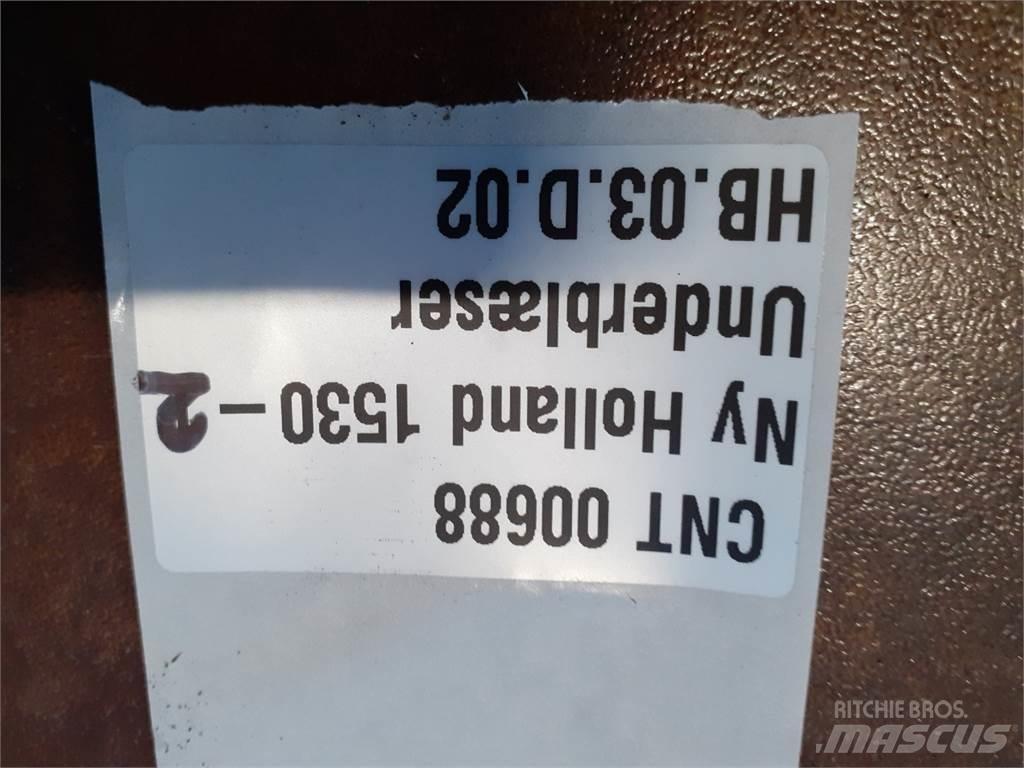 CNT 00688
Ny Holland 1530-2
Underblæser
HB.03.D.02
RITCHIE BROS.
MASCUS